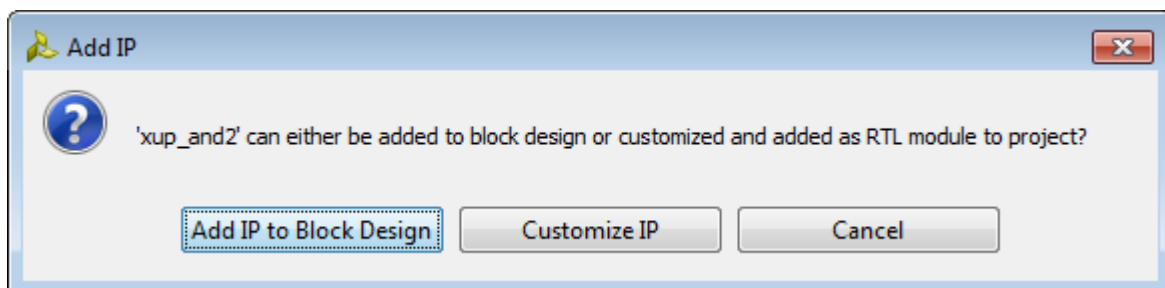 Add IP
'xup_and2' can either be added to block design or customized and added as RTL module to project?
Add IP to Block Design
Customize IP
Cancel